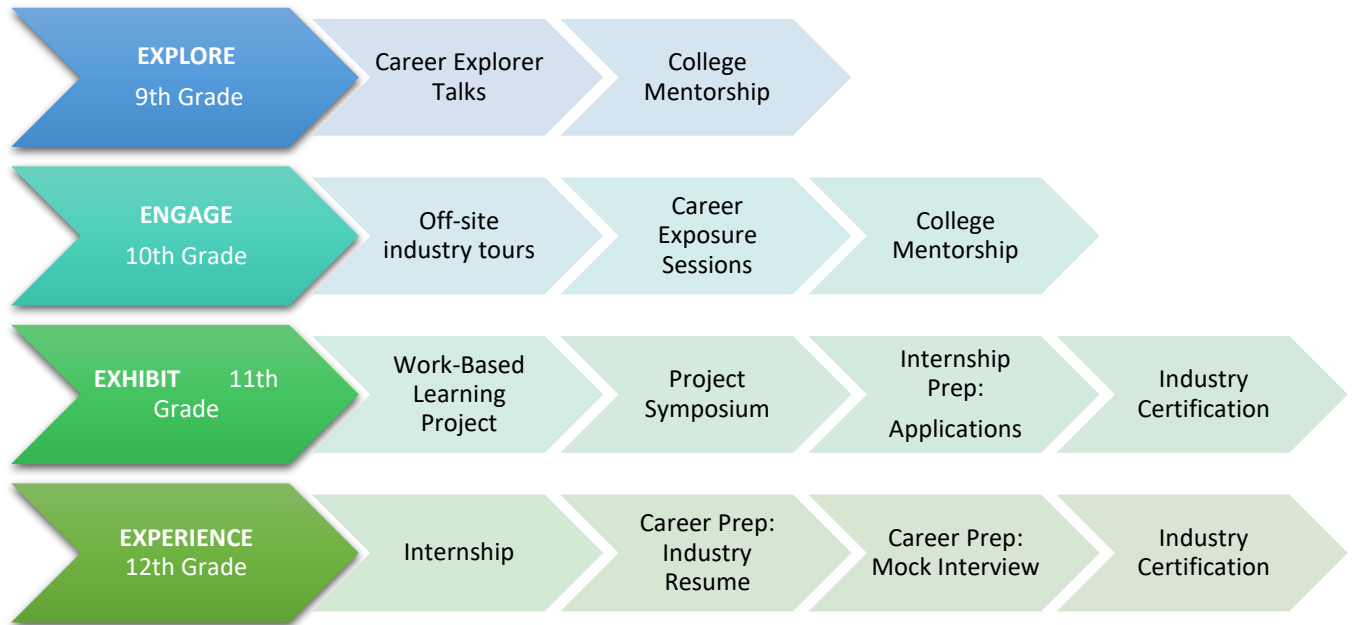 EXPLORE
9th Grade
Career Explorer
Talks
College
Mentorship
ENGAGE
10th Grade
Off-site
industry tours
Career
Exposure
Sessions
College
Mentorship
EXHIBIT 11th
Grade
Work-Based
Learning
Project
Project
Symposium
Internship
Prep:
Applications
Industry
Certification
EXPERIENCE
12th Grade
Internship
Career Prep:
Industry
Resume
Career Prep:
Mock Interview
Industry
Certification